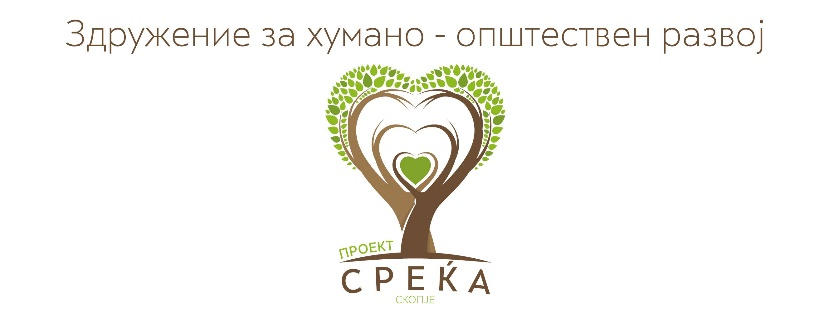 Здружение за хумано - општествен развој
ПРОЕКТ
СРЕЌА
СКОПЈЕ